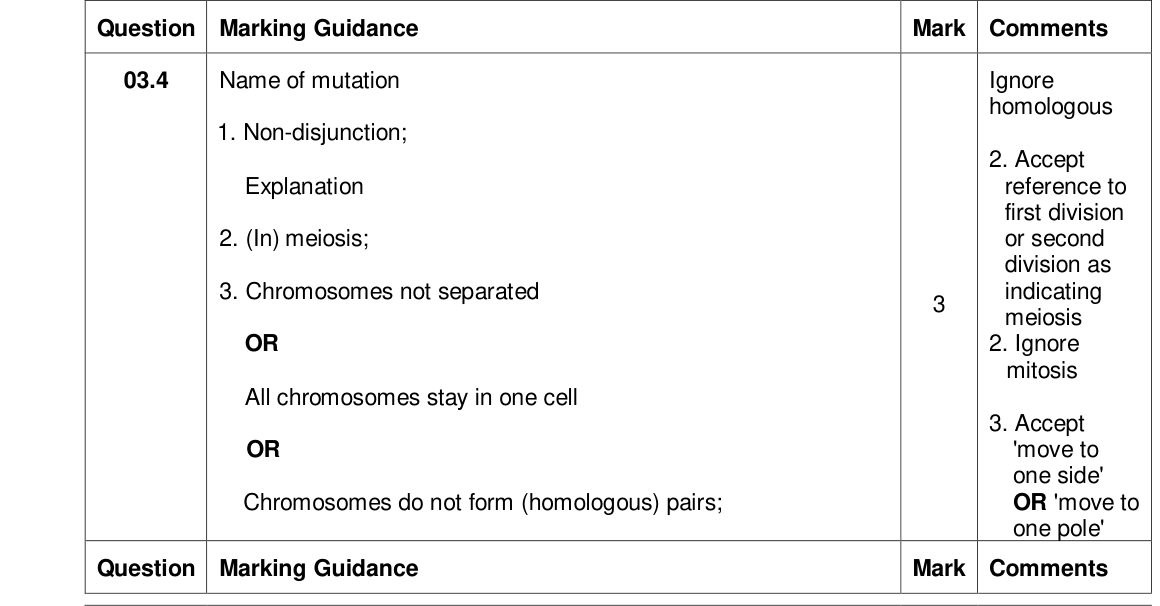 Question Marking Guidance Mark Comments
03.4 Name of mutation
1. Non-disjunction;
Explanation
2. (In) meiosis;
3. Chromosomes not separated
OR
All chromosomes stay in one cell
OR
Chromosomes do not form (homologous) pairs;
3
Ignore
homologous
2. Accept
reference to
first division
or second
division as
indicating
meiosis
2. Ignore
mitosis
3. Accept
'move to
one side'
OR 'move to
one pole'
Question Marking Guidance Mark Comments